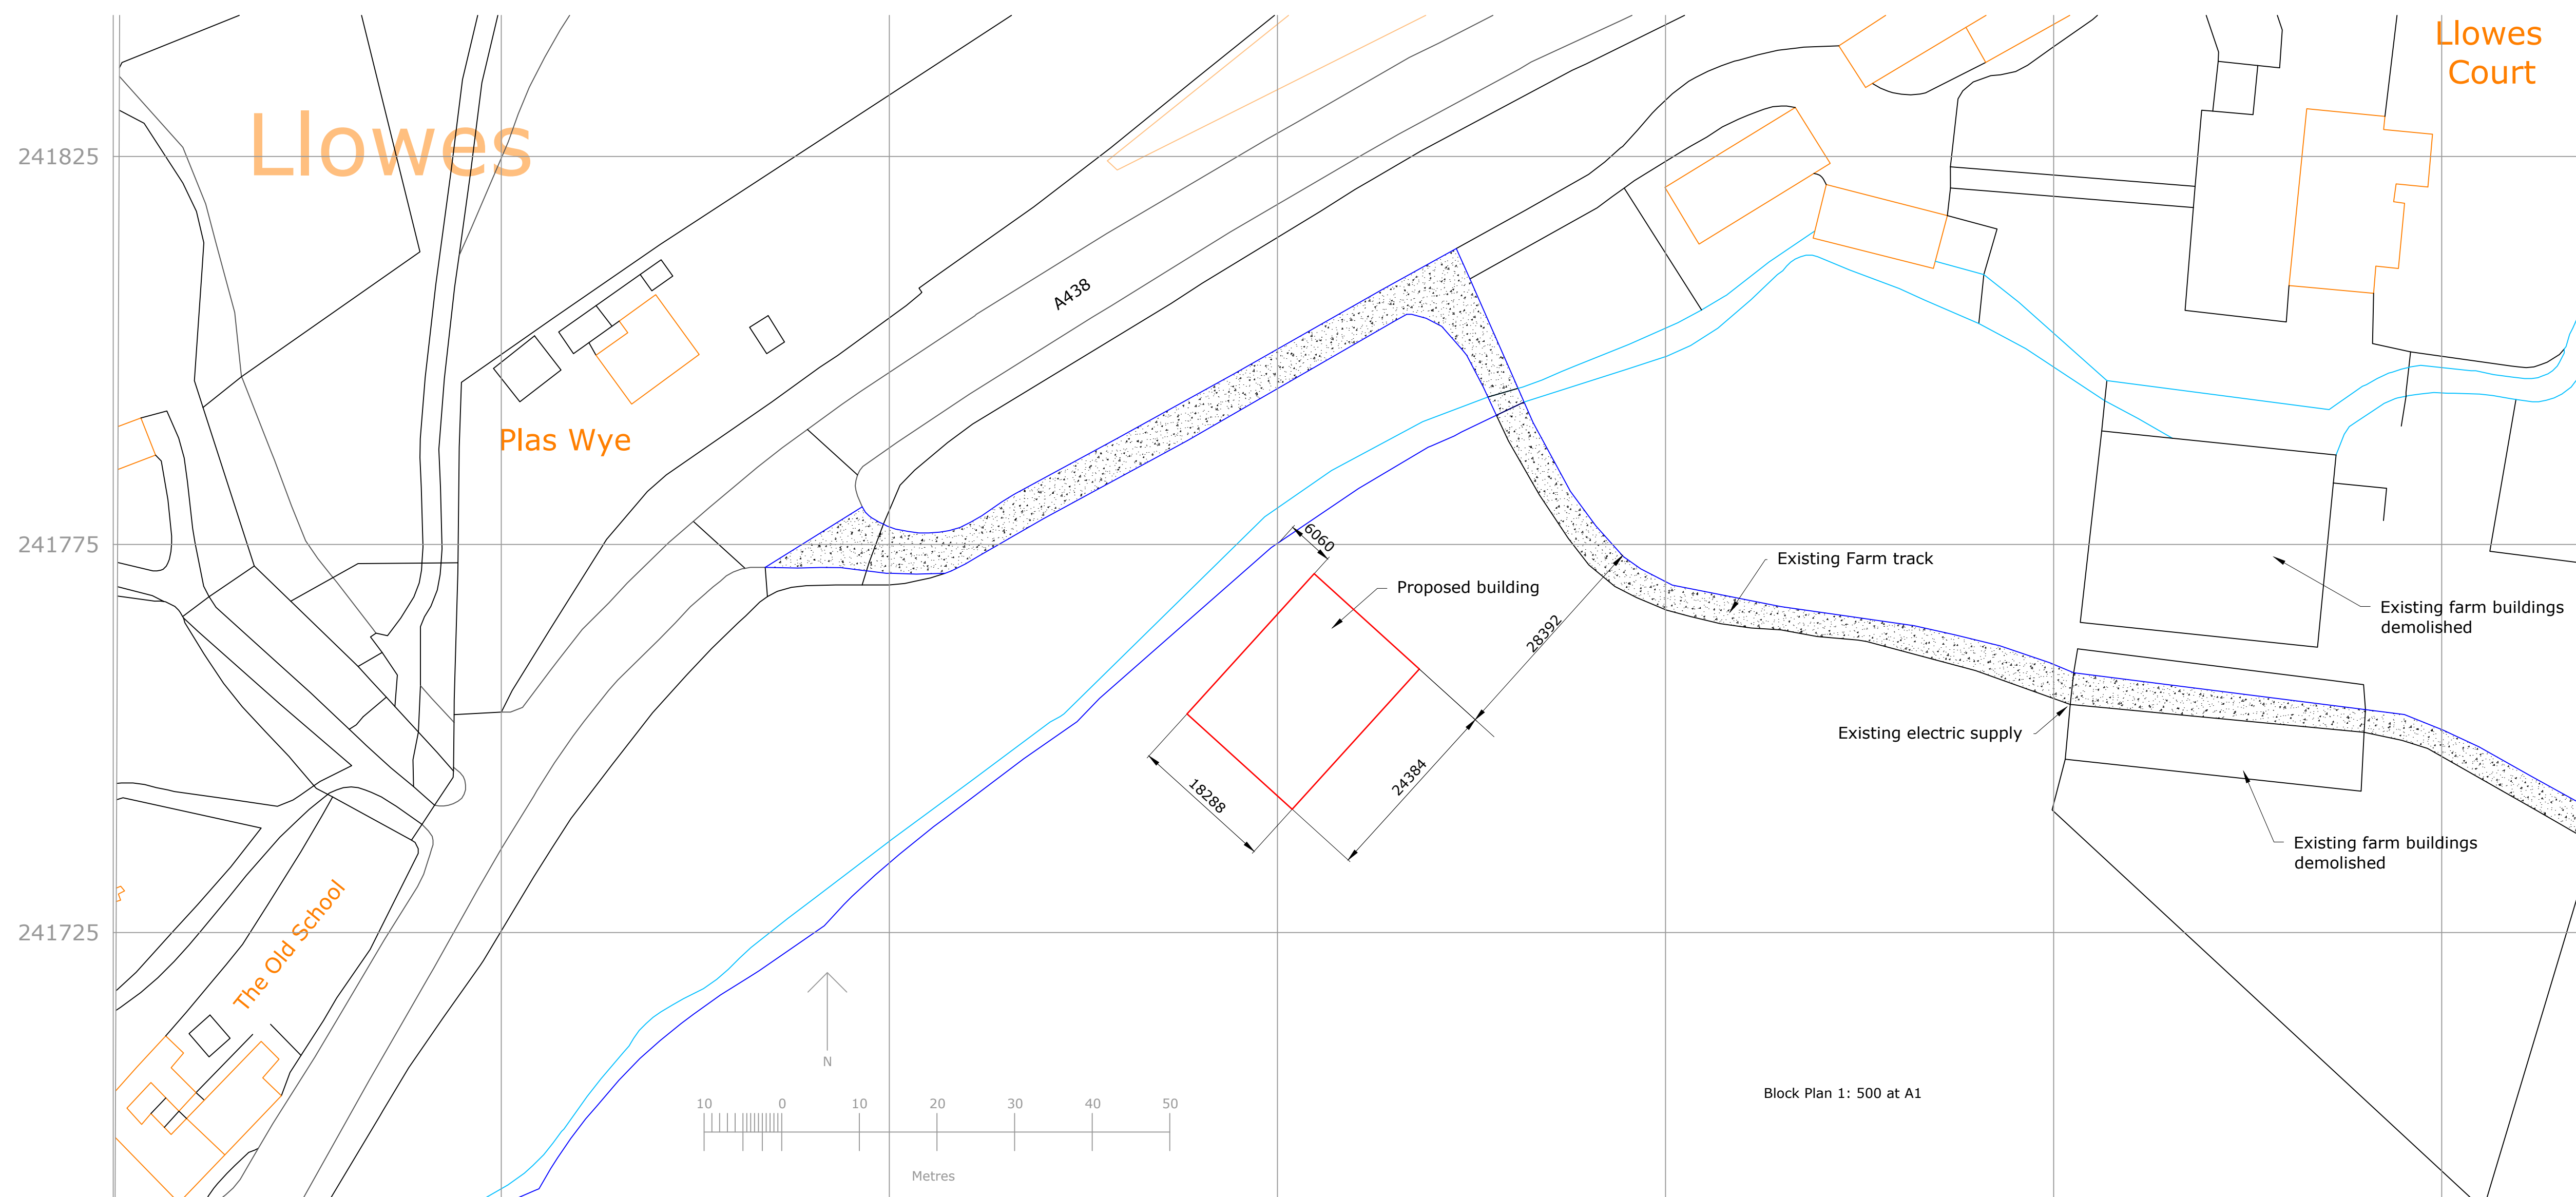 Llowes
Court
Llowes
241825
A438
Plas Wye
241775
6060
Existing Farm track
Proposed building
Existing farm buildings
demolished
28392
Existing electric supply
18288
24384
Existing farm buildings
demolished
The Old School
241725
N
10 0 10 20 30 40 50
Metres
Block Plan 1: 500 at A1